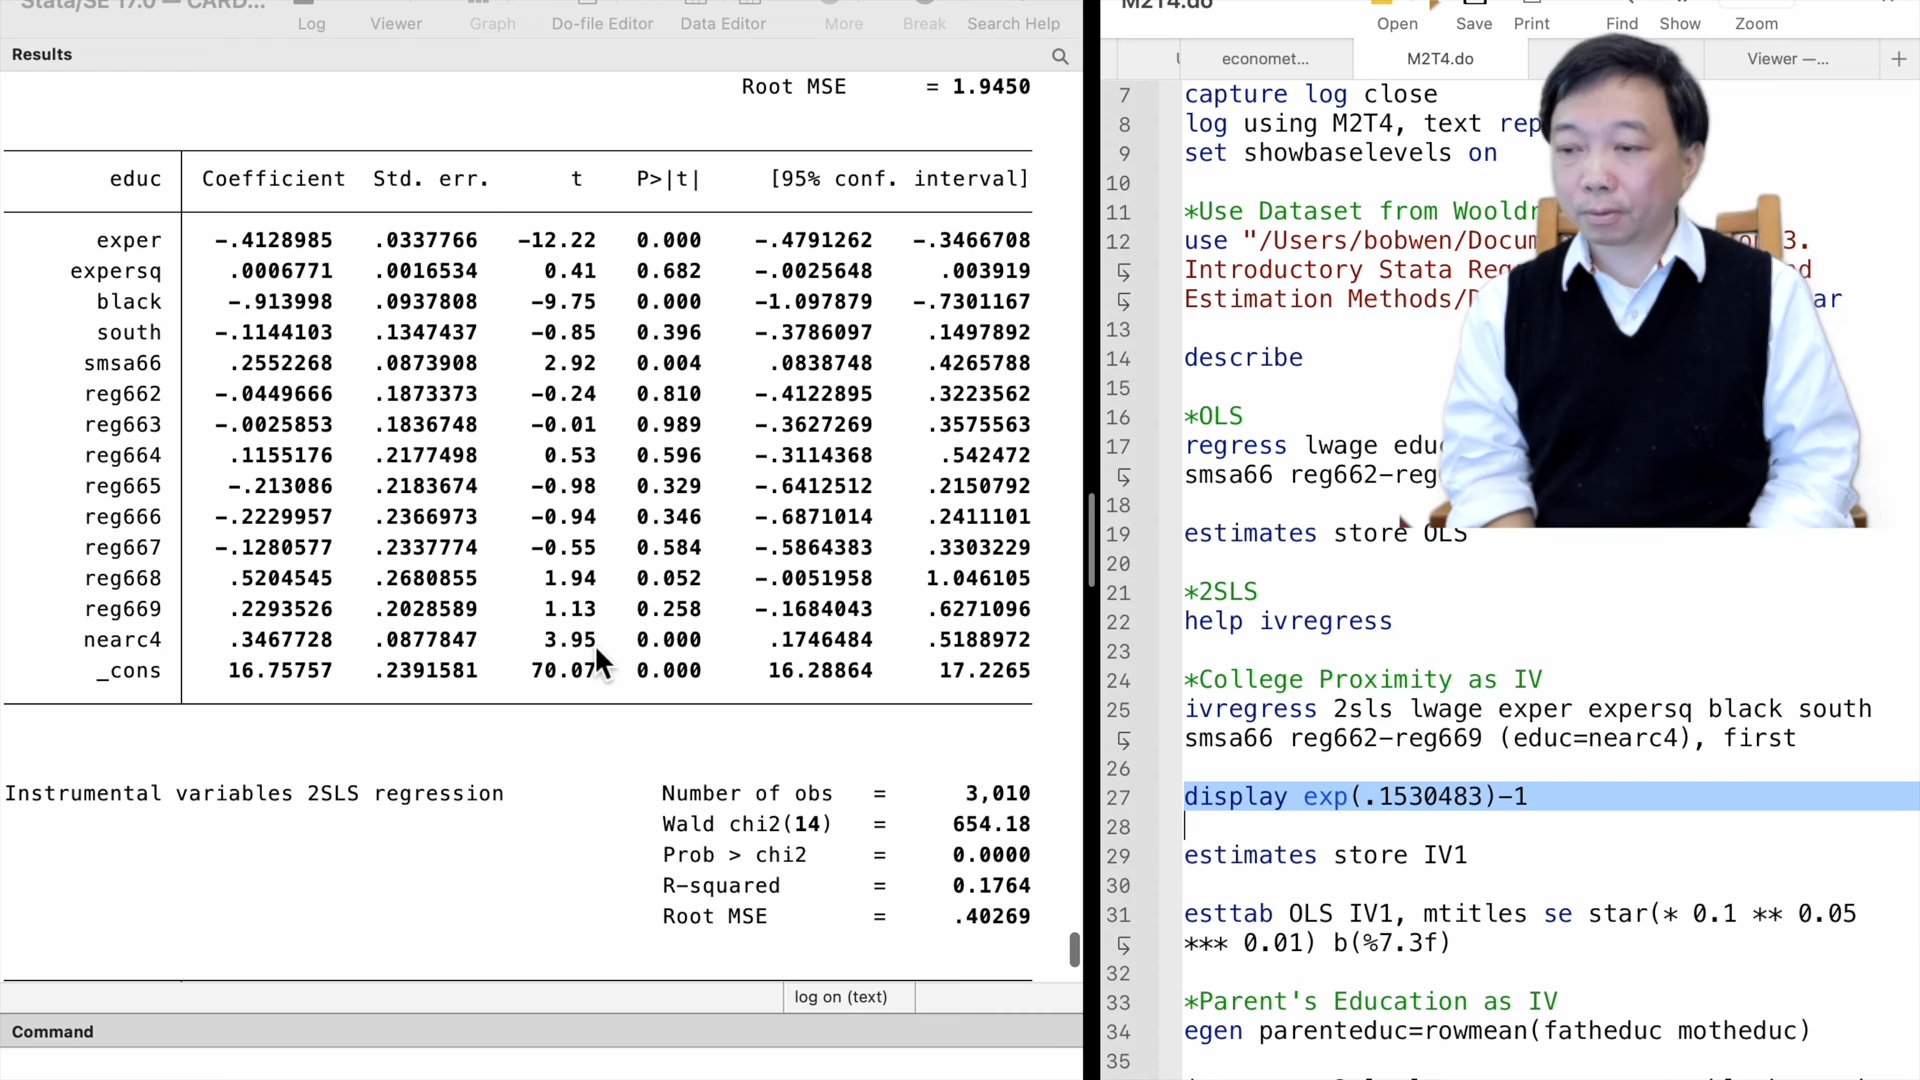 Stata/SE 17.0 — CARD...
Log Viewer Graph Do-file Editor Data Editor More Break Search Help
Results
Root MSE = 1.9450
educ Coefficient Std. err. t P>|t| [95% conf. interval]
exper -.4128985 .0337766 -12.22 0.000 -.4791262 -.3466708
expersq .0006771 .0016534 0.41 0.682 -.0025648 .003919
black -.913998 .0937808 -9.75 0.000 -1.097879 -.7301167
south -.1144103 .1347437 -0.85 0.396 -.3786097 .1497892
smsa66 .2552268 .0873908 2.92 0.004 .0838748 .4265788
reg662 -.0449666 .1873373 -0.24 0.810 -.4122895 .3223562
reg663 -.0025853 .1836748 -0.01 0.989 -.3627269 .3575563
reg664 .1155176 .2177498 0.53 0.596 -.3114368 .542472
reg665 -.213086 .2183674 -0.98 0.329 -.6412512 .2150792
reg666 -.2229957 .2366973 -0.94 0.346 -.6871014 .2411101
reg667 -.1280577 .2337774 -0.55 0.584 -.5864383 .3303229
reg668 .5204545 .2680855 1.94 0.052 -.0051958 1.046105
reg669 .2293526 .2028589 1.13 0.258 -.1684043 .6271096
nearc4 .3467728 .0877847 3.95 0.000 .1746484 .5188972
_cons 16.75757 .2391581 70.07 0.000 16.28864 17.2265
Instrumental variables 2SLS regression Number of obs = 3,010
Wald chi2(14) = 654.18
Prob > chi2 = 0.0000
R-squared = 0.1764
Root MSE = .40269
log on (text)
Command
M2T4.do
Open Save Print Find Show Zoom
economet... M2T4.do Viewer —... +
7 capture log close
8 log using M2T4, text rep
9 set showbaselevels on
10
11 *Use Dataset from Wooldr
12 use "/Users/bobwen/Docum 3.
Introductory Stata Reg nd
Estimation Methods/D ar
13
14 describe
15
16 *OLS
17 regress lwage educ
smsa66 reg662-reg
18
19 estimates store OLS
20
21 *2SLS
22 help ivregress
23
24 *College Proximity as IV
25 ivregress 2sls lwage exper expersq black south
smsa66 reg662-reg669 (educ=nearc4), first
26
27 display exp(.1530483)-1
28
29 estimates store IV1
30
31 esttab OLS IV1, mtitles se star(* 0.1 ** 0.05
*** 0.01) b(%7.3f)
32
33 *Parent's Education as IV
34 egen parenteduc=rowmean(fatheduc motheduc)
35